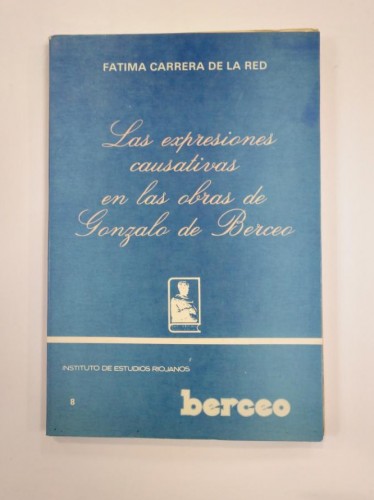 FATIMA CARRERA DE LA RED
Las expresiones
causativas
en las obras de
Gonzalo de Berceo
INSTITUTO DE ESTUDIOS RIOJANOS
8
berceo